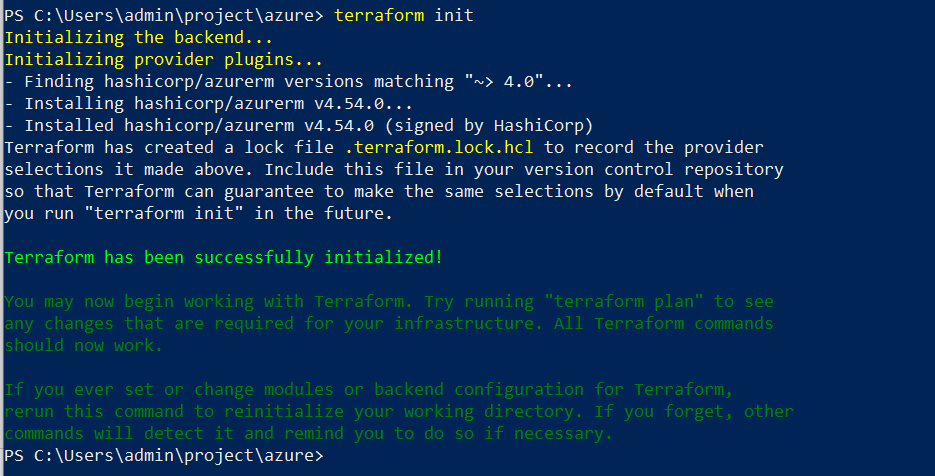 PS C:\Users\admin\project\azure> terraform init
Initializing the backend...
Initializing provider plugins...
- Finding hashicorp/azurerm versions matching "~> 4.0"...
- Installing hashicorp/azurerm v4.54.0...
- Installed hashicorp/azurerm v4.54.0 (signed by HashiCorp)
Terraform has created a lock file .terraform.lock.hcl to record the provider
selections it made above. Include this file in your version control repository
so that Terraform can guarantee to make the same selections by default when
you run "terraform init" in the future.
Terraform has been successfully initialized!
You may now begin working with Terraform. Try running "terraform plan" to see
any changes that are required for your infrastructure. All Terraform commands
should now work.
If you ever set or change modules or backend configuration for Terraform,
rerun this command to reinitialize your working directory. If you forget, other
commands will detect it and remind you to do so if necessary.
PS C:\Users\admin\project\azure>